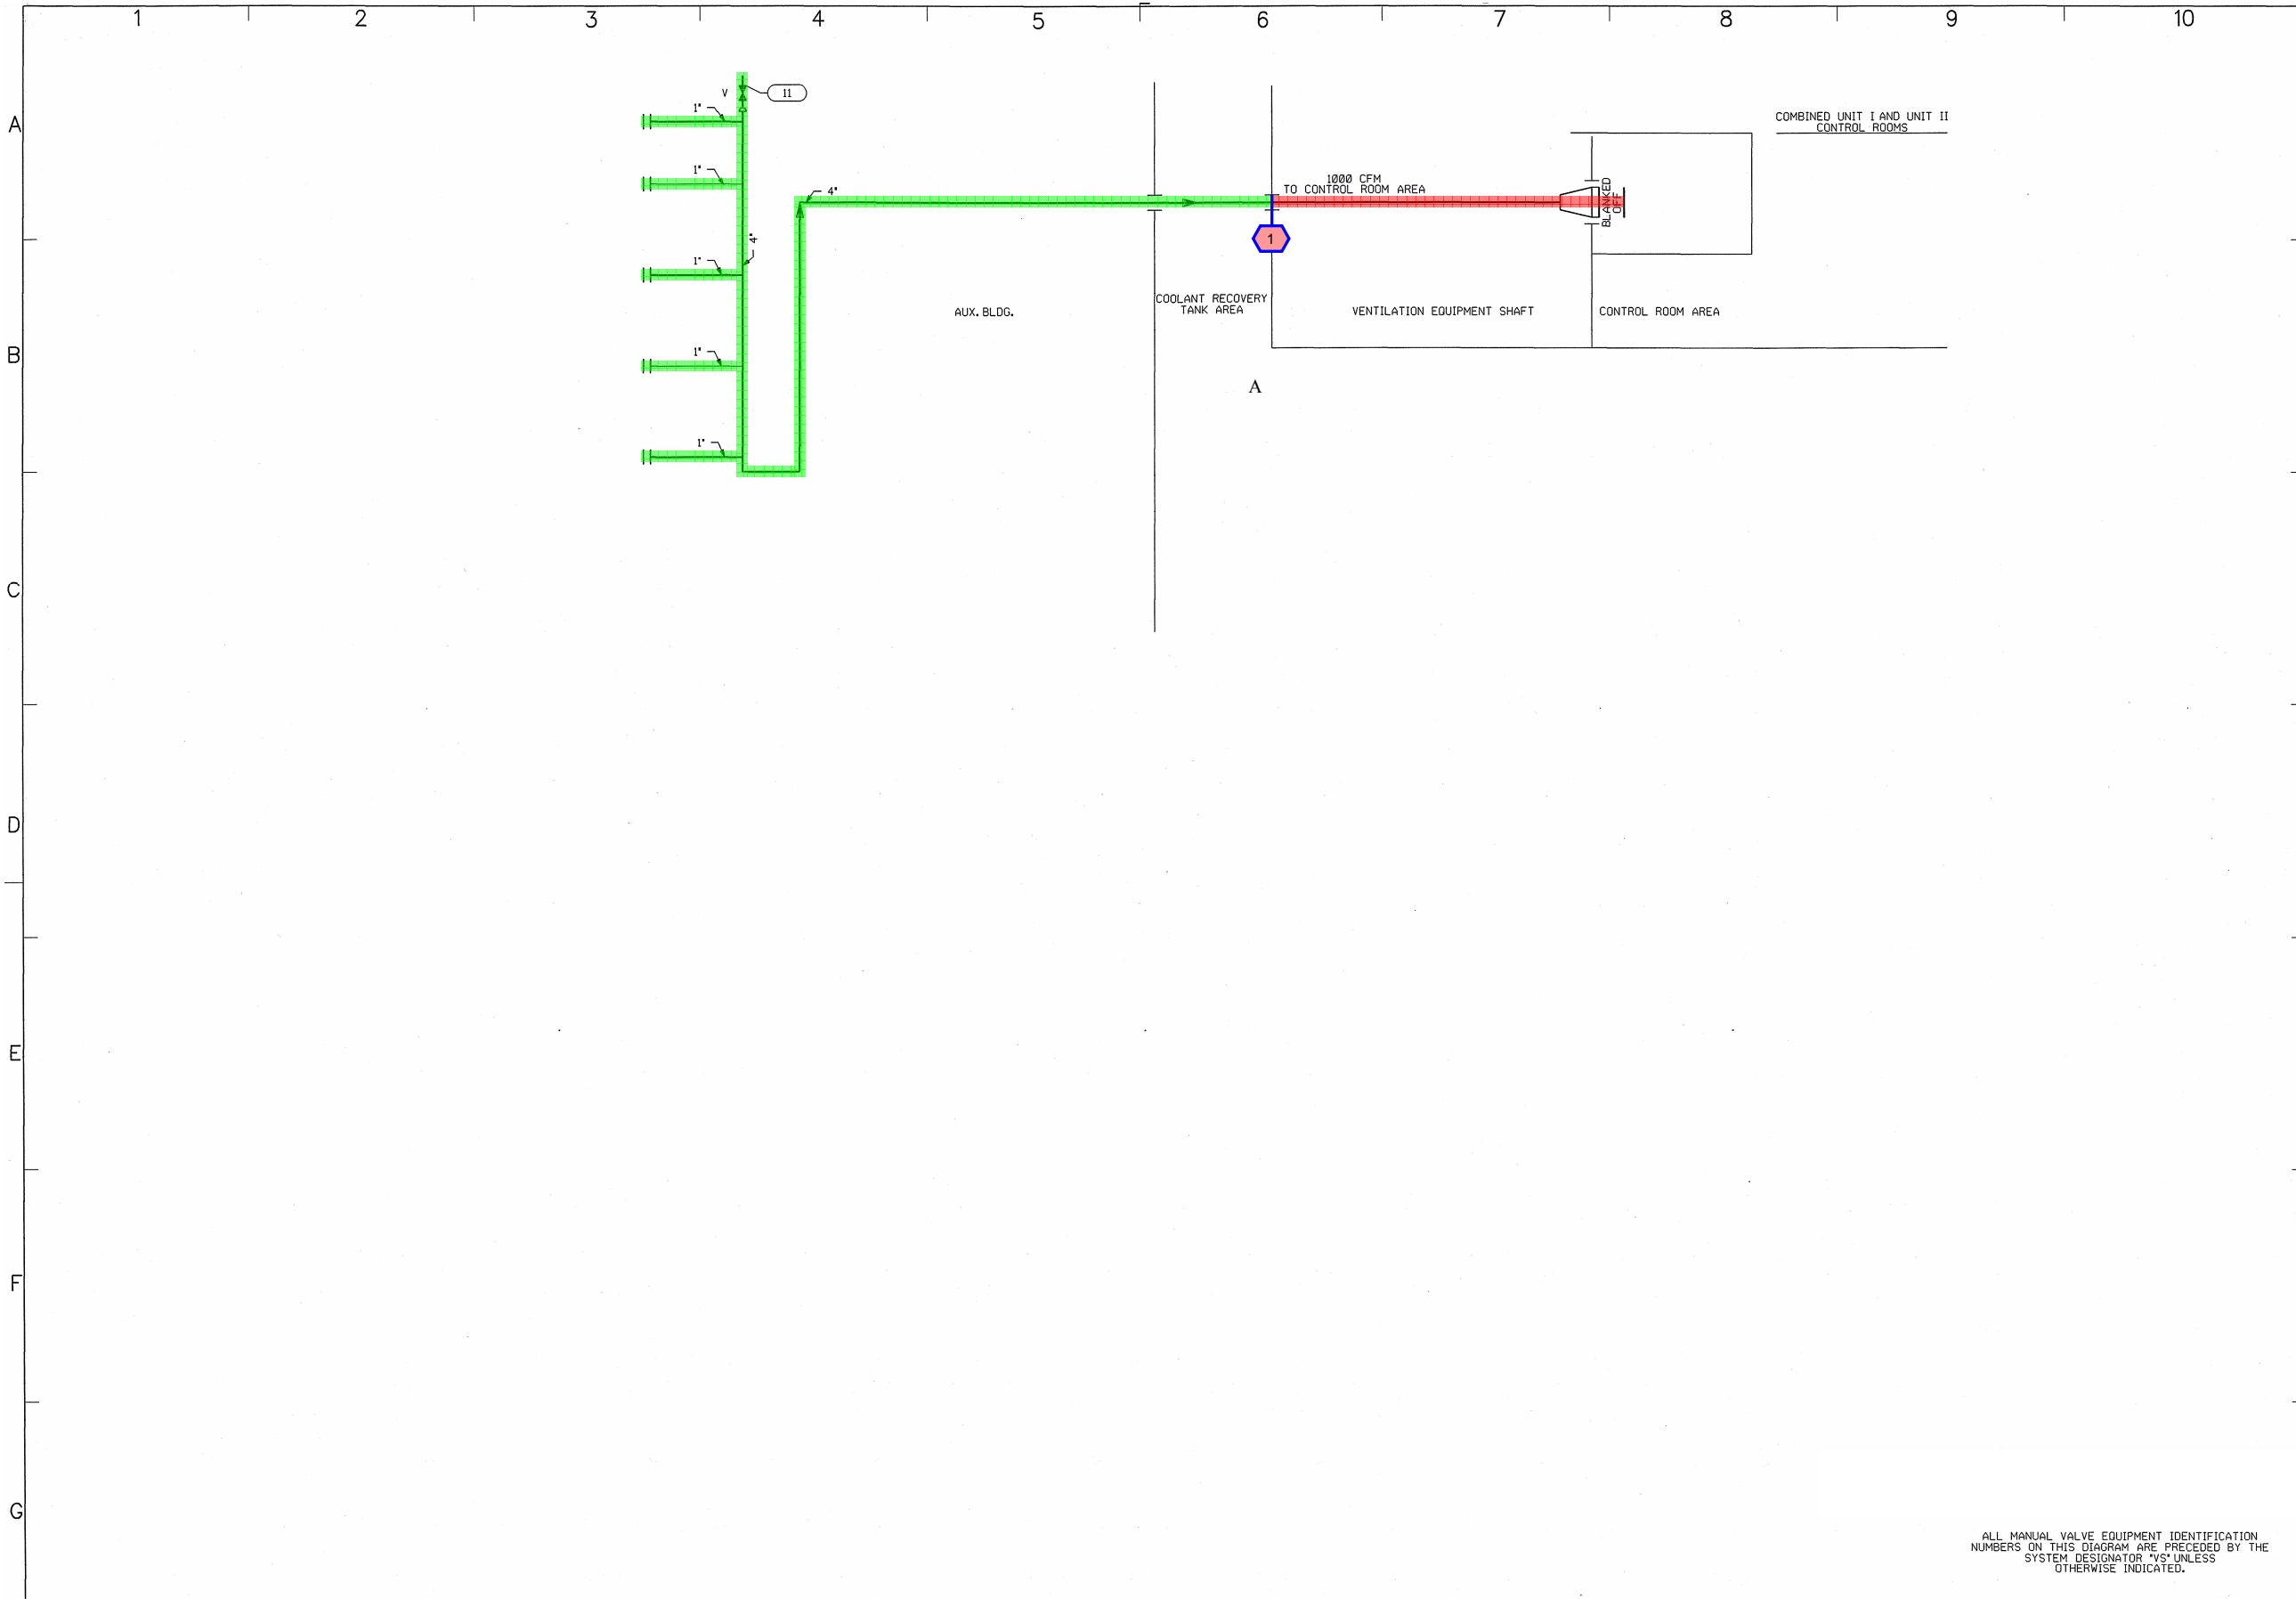 1 2 3 4 5 6 7 8 9 10
A
B
C
D
E
F
G
V
11
1"
1"
1"
1"
1"
4"
4"
1000 CFM
TO CONTROL ROOM AREA
BLANKED
OFF
COMBINED UNIT I AND UNIT II
CONTROL ROOMS
1
AUX. BLDG.
COOLANT RECOVERY
TANK AREA
VENTILATION EQUIPMENT SHAFT
CONTROL ROOM AREA
A
ALL MANUAL VALVE EQUIPMENT IDENTIFICATION
NUMBERS ON THIS DIAGRAM ARE PRECEDED BY THE
SYSTEM DESIGNATOR "VS" UNLESS
OTHERWISE INDICATED.